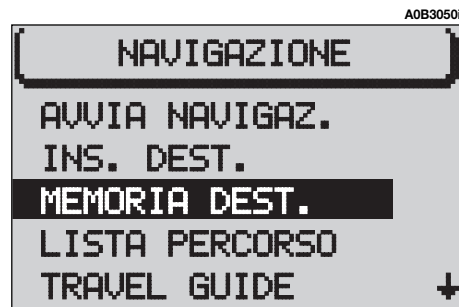 A0B3050i
NAVIGAZIONE
AVVIA NAVIGAZ.
INS. DEST.
MEMORIA DEST.
LISTA PERCORSO
TRAVEL GUIDE